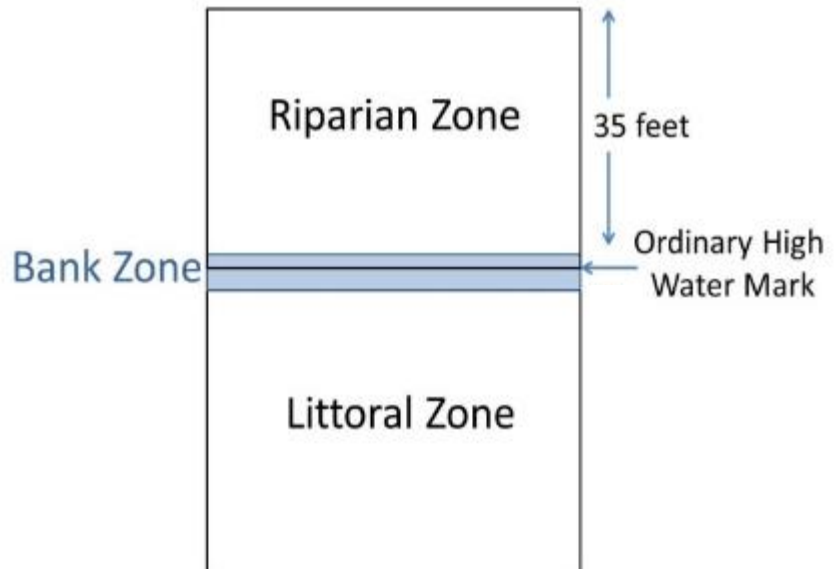 Riparian Zone
35 feet
Bank Zone
Ordinary High
Water Mark
Littoral Zone